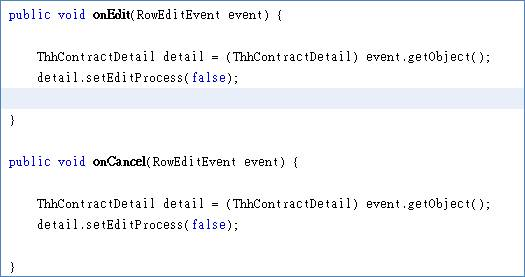 public void onEdit(RowEditEvent event) {
ThhContractDetail detail = (ThhContractDetail) event.getObject();
detail.setEditProcess(false);
}
public void onCancel(RowEditEvent event) {
ThhContractDetail detail = (ThhContractDetail) event.getObject();
detail.setEditProcess(false);
}